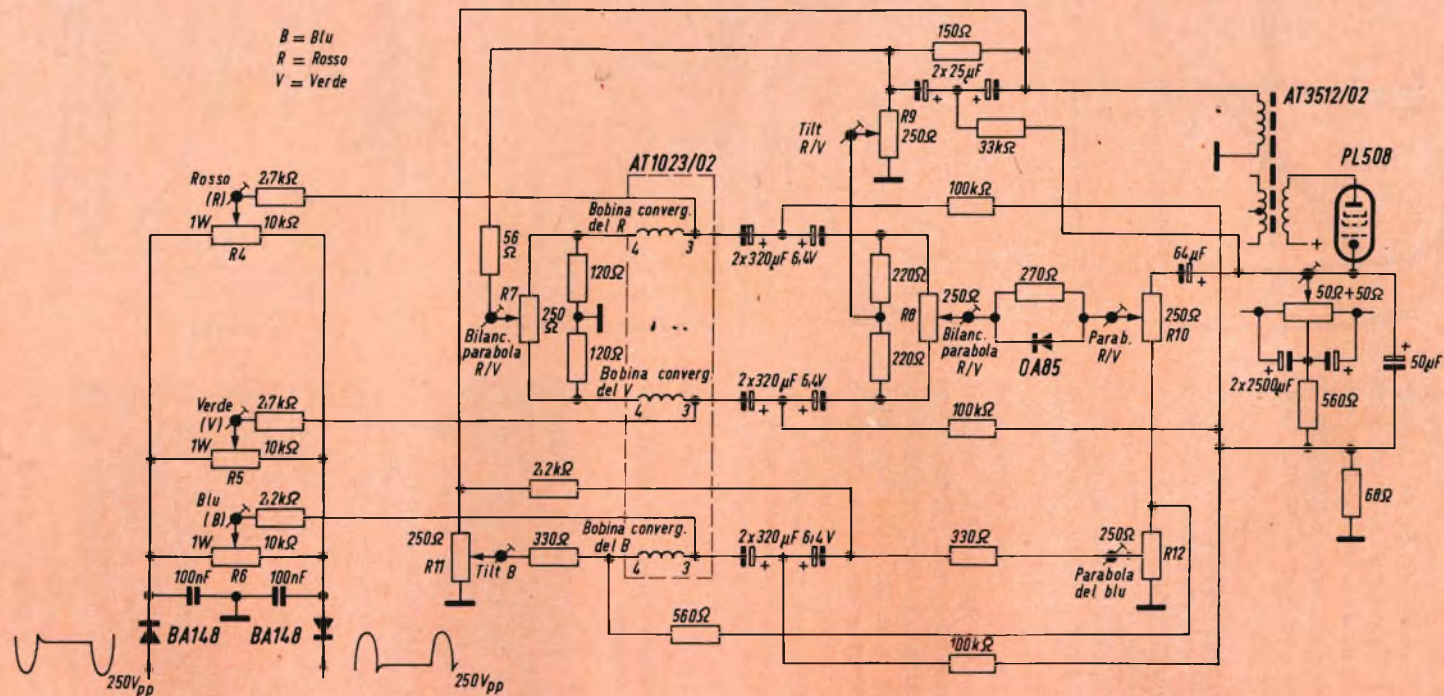 B = Blu
R = Rosso
V = Verde
150Ω
2x25µF
+
+
AT3512/02
Tilt
R/V
R9
250Ω
33kΩ
PL508
AT1023/02
Rosso
(R)
2,7kΩ
1W
10kΩ
R4
Bobina converg.
del R
4
3
100kΩ
+
+
2x320µF 6,4V
+
64µF
+
56
Ω
R7
250
Ω
120Ω
120Ω
Bilanc.
parabola
R/V
220Ω
220Ω
R8
250Ω
Bilanc.
parabola
R/V
270Ω
OA85
Parab.
R/V
250Ω
R10
50Ω+50Ω
+
+
2x2500µF
560Ω
+
50µF
Bobina converg.
del V
4
3
2x320µF 6,4V
+
+
100kΩ
Verde
(V)
2,7kΩ
1W
10kΩ
R5
Blu
(B)
2,2kΩ
1W
10kΩ
R6
100nF
100nF
BA148
BA148
250Vpp
250Vpp
2,2kΩ
250Ω
R11
Tilt B
330Ω
Bobina converg.
del B
4
3
2x320µF 6,4V
+
+
330Ω
250Ω
R12
Parabola
del blu
68Ω
560Ω
100kΩ